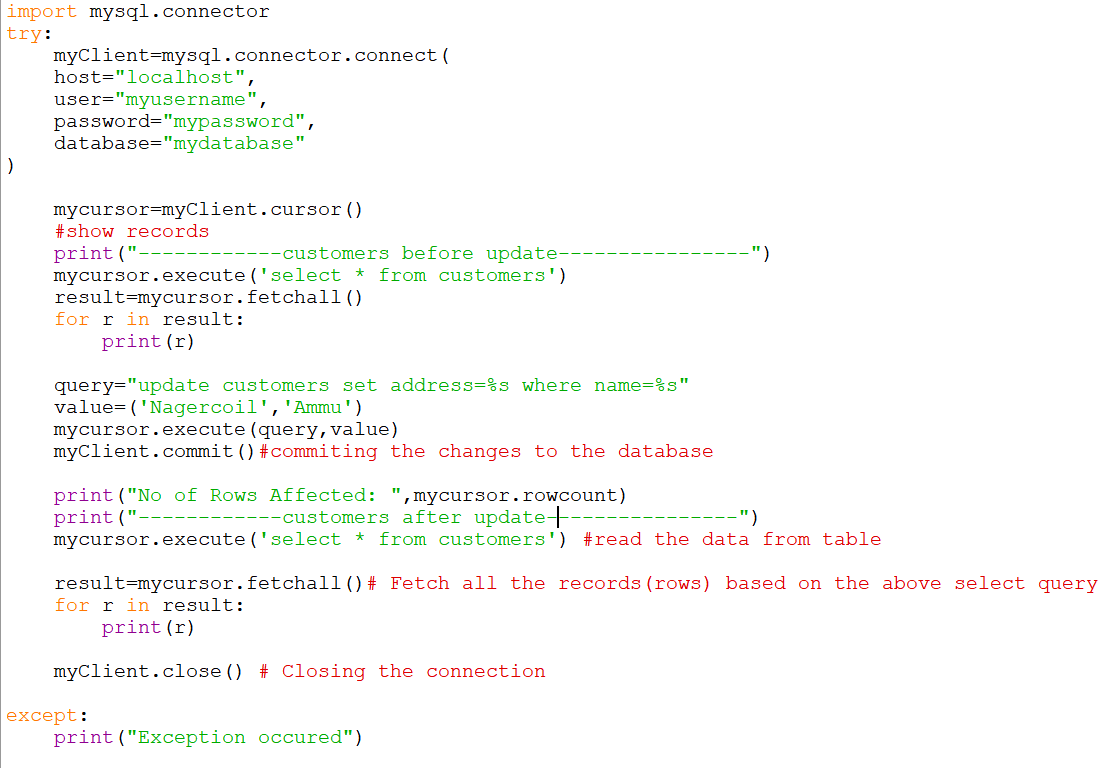 import mysql.connector
try:
    myClient=mysql.connector.connect(
    host="localhost",
    user="myusername",
    password="mypassword",
    database="mydatabase"
)
    mycursor=myClient.cursor()
    #show records
    print("------------customers before update----------------")
    mycursor.execute('select * from customers')
    result=mycursor.fetchall()
    for r in result:
        print(r)
    query="update customers set address=%s where name=%s"
    value=('Nagercoil','Ammu')
    mycursor.execute(query,value)
    myClient.commit()#commiting the changes to the database
    print("No of Rows Affected: ",mycursor.rowcount)
    print("------------customers after update----------------")
    mycursor.execute('select * from customers') #read the data from table
    result=mycursor.fetchall()# Fetch all the records(rows) based on the above select query
    for r in result:
        print(r)
    myClient.close() # Closing the connection
except:
    print("Exception occured")